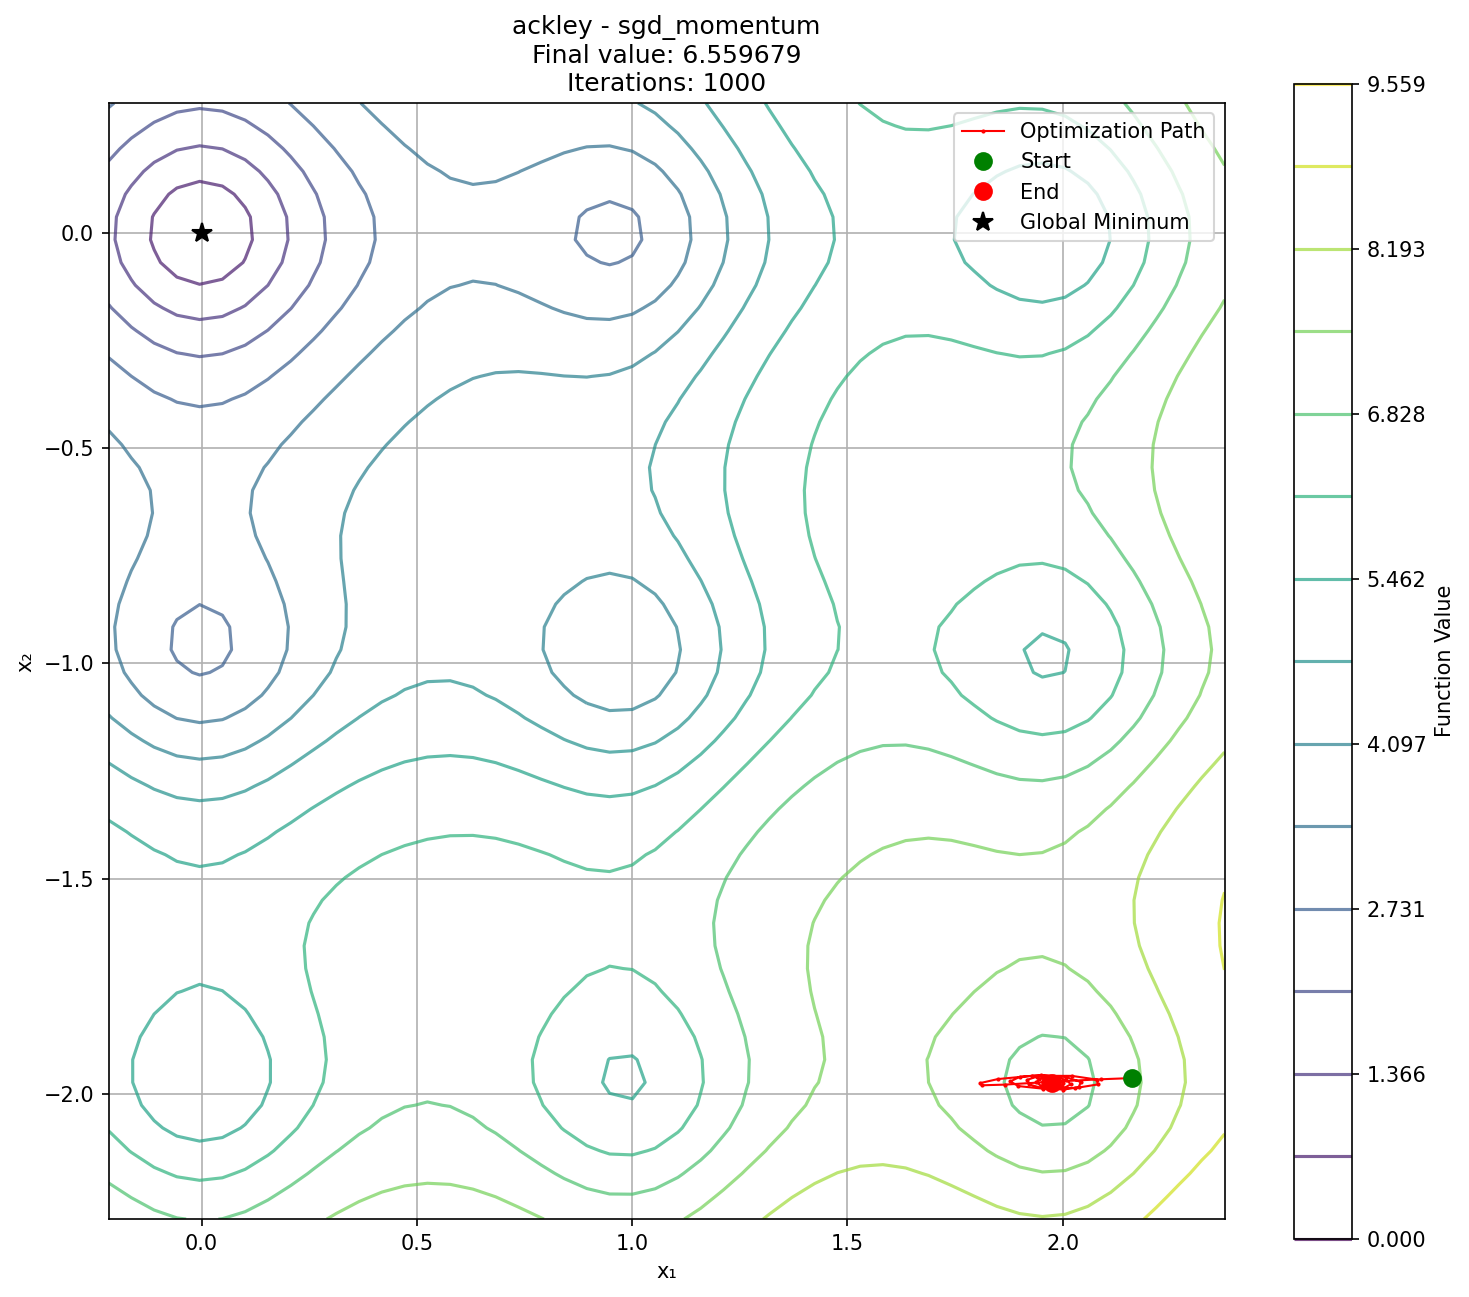 ackley - sgd_momentum
Final value: 6.559679
Iterations: 1000
Optimization Path
Start
End
Global Minimum
0.0
−0.5
−1.0
−1.5
−2.0
x₂
0.0
0.5
1.0
1.5
2.0
x₁
9.559
8.193
6.828
5.462
4.097
2.731
1.366
0.000
Function Value